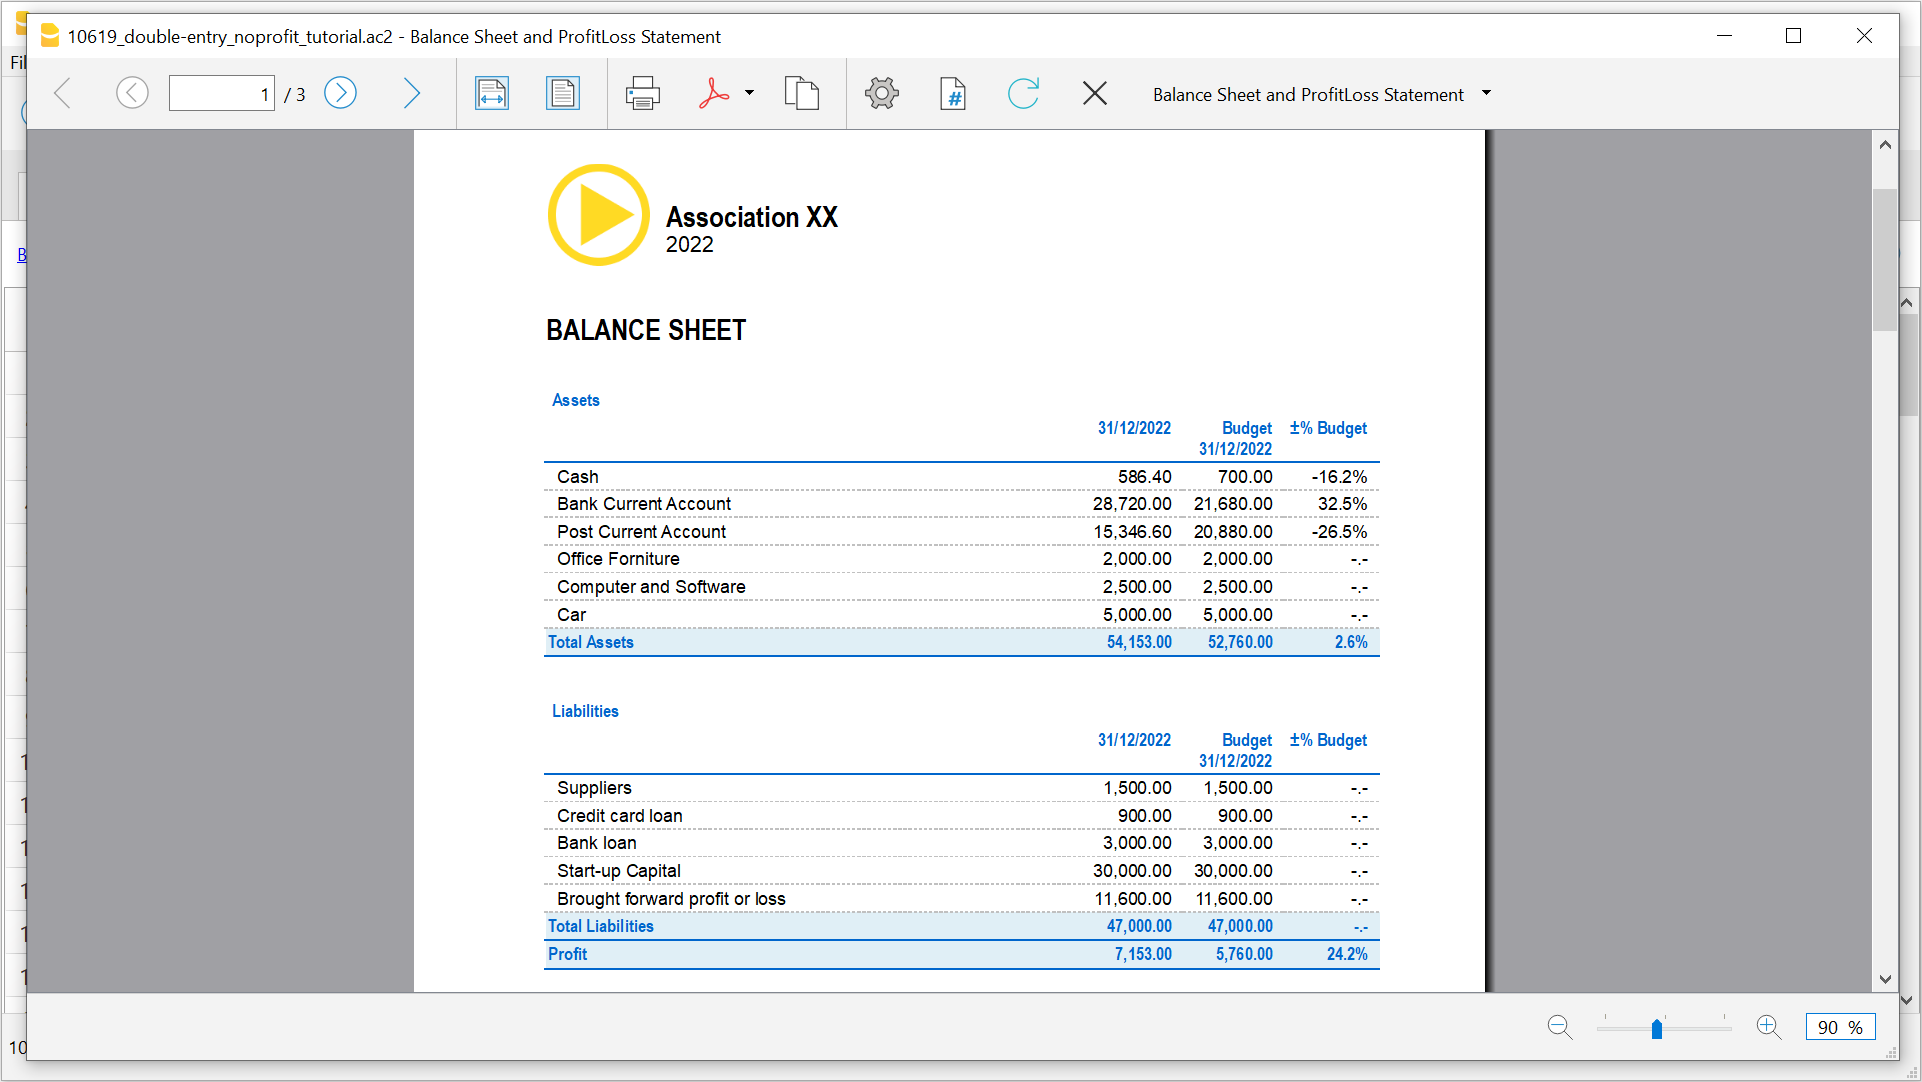 10619_double-entry_noprofit_tutorial.ac2 - Balance Sheet and ProfitLoss Statement
1 / 3 # Balance Sheet and ProfitLoss Statement
Association XX
2022
BALANCE SHEET
Assets
31/12/2022 Budget 31/12/2022 ±% Budget
Cash 586.40 700.00 -16.2%
Bank Current Account 28,720.00 21,680.00 32.5%
Post Current Account 15,346.60 20,880.00 -26.5%
Office Forniture 2,000.00 2,000.00 -.-
Computer and Software 2,500.00 2,500.00 -.-
Car 5,000.00 5,000.00 -.-
Total Assets 54,153.00 52,760.00 2.6%
Liabilities
31/12/2022 Budget 31/12/2022 ±% Budget
Suppliers 1,500.00 1,500.00 -.-
Credit card loan 900.00 900.00 -.-
Bank loan 3,000.00 3,000.00 -.-
Start-up Capital 30,000.00 30,000.00 -.-
Brought forward profit or loss 11,600.00 11,600.00 -.-
Total Liabilities 47,000.00 47,000.00 -.-
Profit 7,153.00 5,760.00 24.2%
90 %